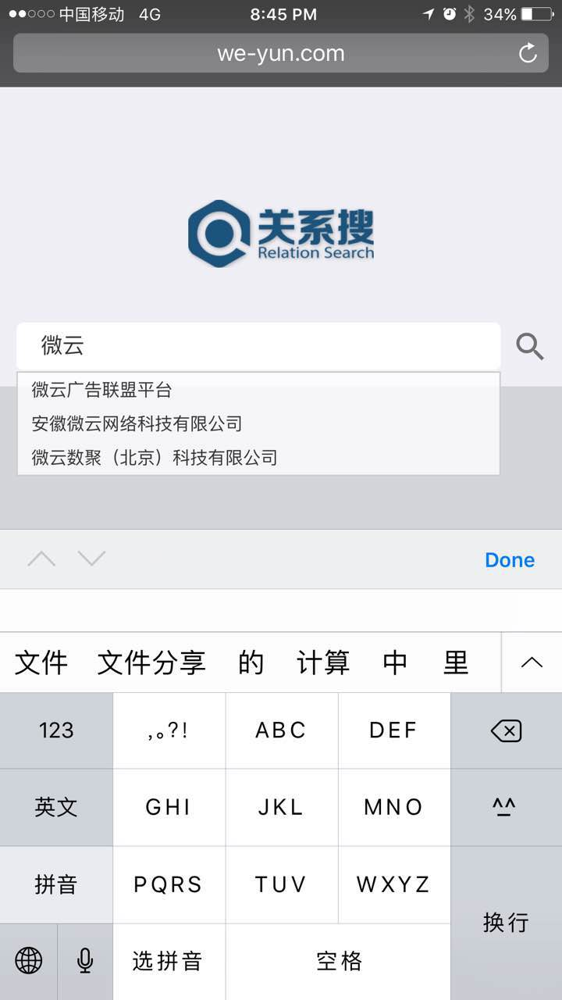 中国移动 4G 8:45 PM 34%
we-yun.com
关系搜
Relation Search
微云
微云广告联盟平台
安徽微云网络科技有限公司
微云数聚（北京）科技有限公司
Done
文件 文件分享 的 计算 中 里
123 ,。?! ABC DEF
英文 GHI JKL MNO ^^
拼音 PQRS TUV WXYZ
换行
选拼音 空格